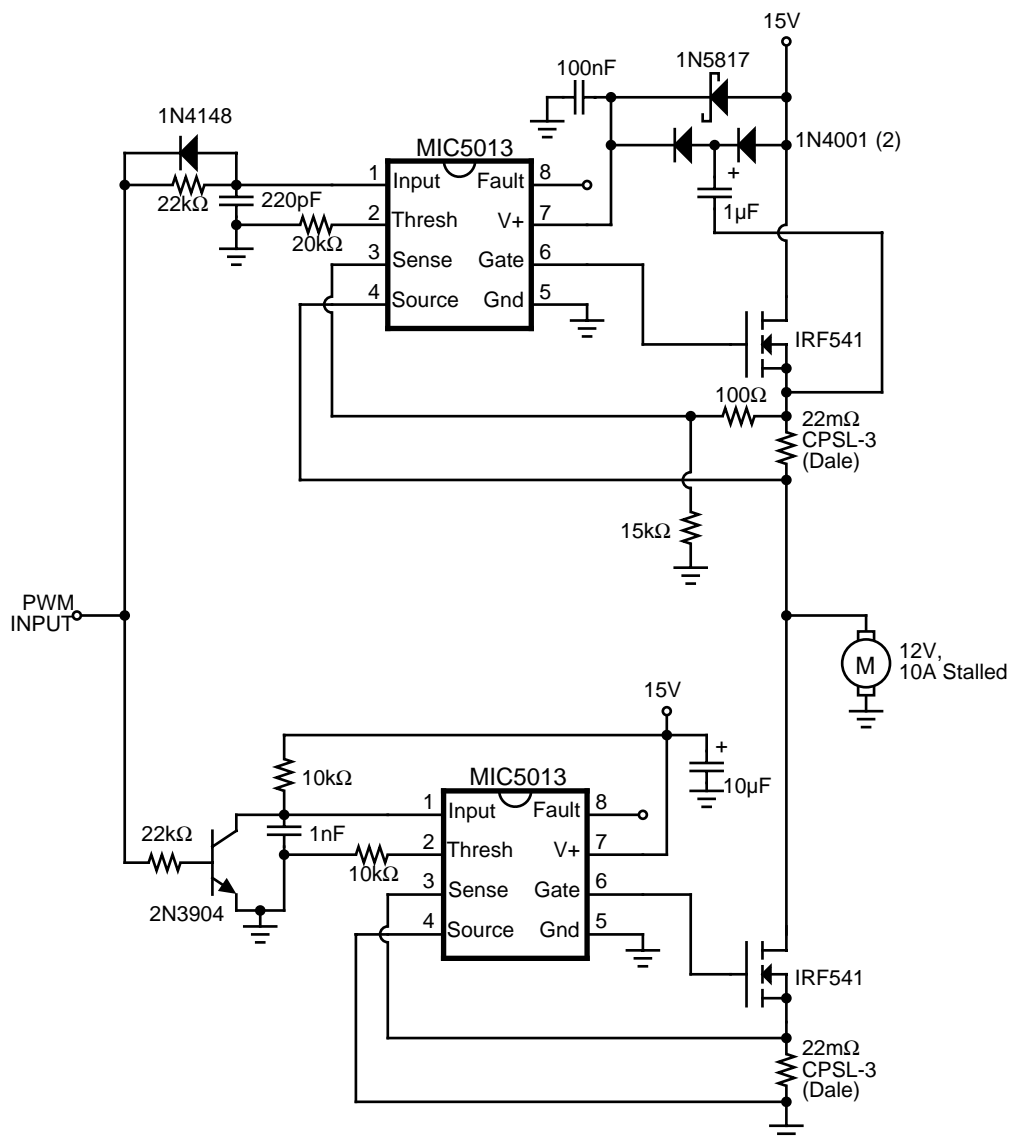 15V
100nF
1N5817
1N4148
MIC5013
1N4001 (2)
+
1µF
22kΩ
220pF
20kΩ
1 Input
2 Thresh
3 Sense
4 Source
Fault 8
V+ 7
Gate 6
Gnd 5
IRF541
100Ω
22mΩ
CPSL-3
(Dale)
15kΩ
PWM
INPUT
M
12V,
10A Stalled
15V
+
10µF
10kΩ
MIC5013
22kΩ
1nF
10kΩ
2N3904
1 Input
2 Thresh
3 Sense
4 Source
Fault 8
V+ 7
Gate 6
Gnd 5
IRF541
22mΩ
CPSL-3
(Dale)